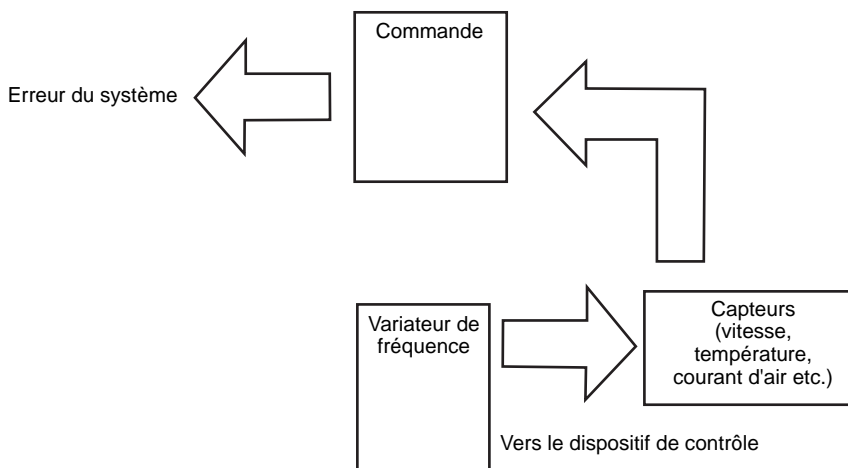 Commande
Erreur du système
Variateur de
fréquence
Capteurs
(vitesse,
température,
courant d'air etc.)
Vers le dispositif de contrôle